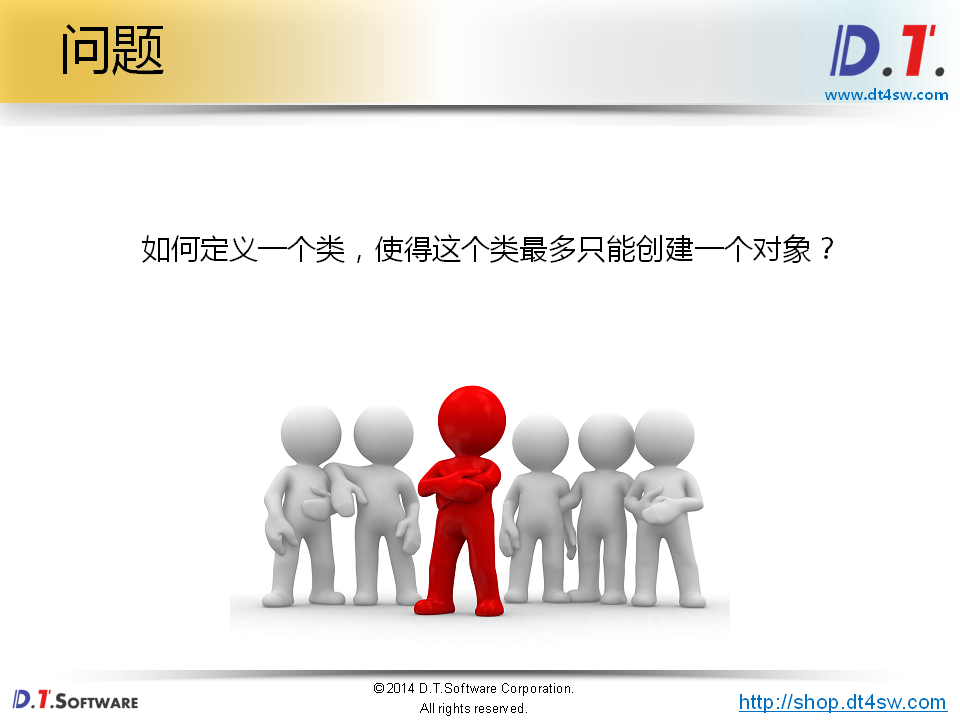 问题
D.T.
www.dt4sw.com
如何定义一个类，使得这个类最多只能创建一个对象？
D.T.SOFTWARE
©2014 D.T.Software Corporation.
All rights reserved.
http://shop.dt4sw.com